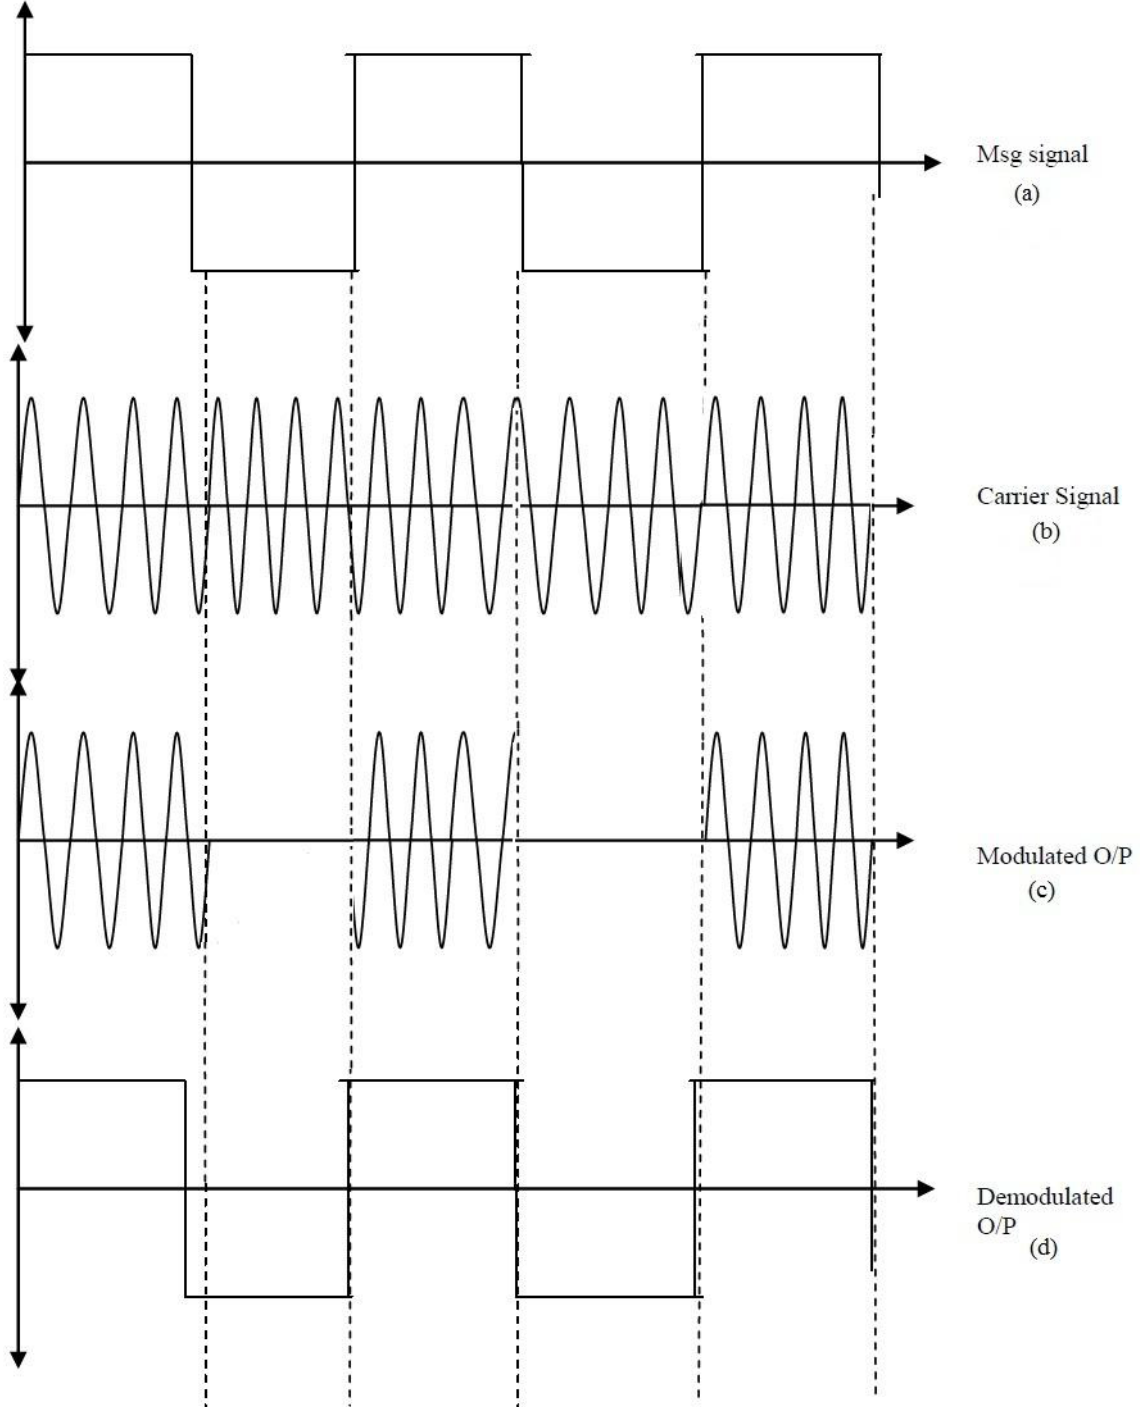 Msg signal
(a)
Carrier Signal
(b)
Modulated O/P
(c)
Demodulated
O/P
(d)